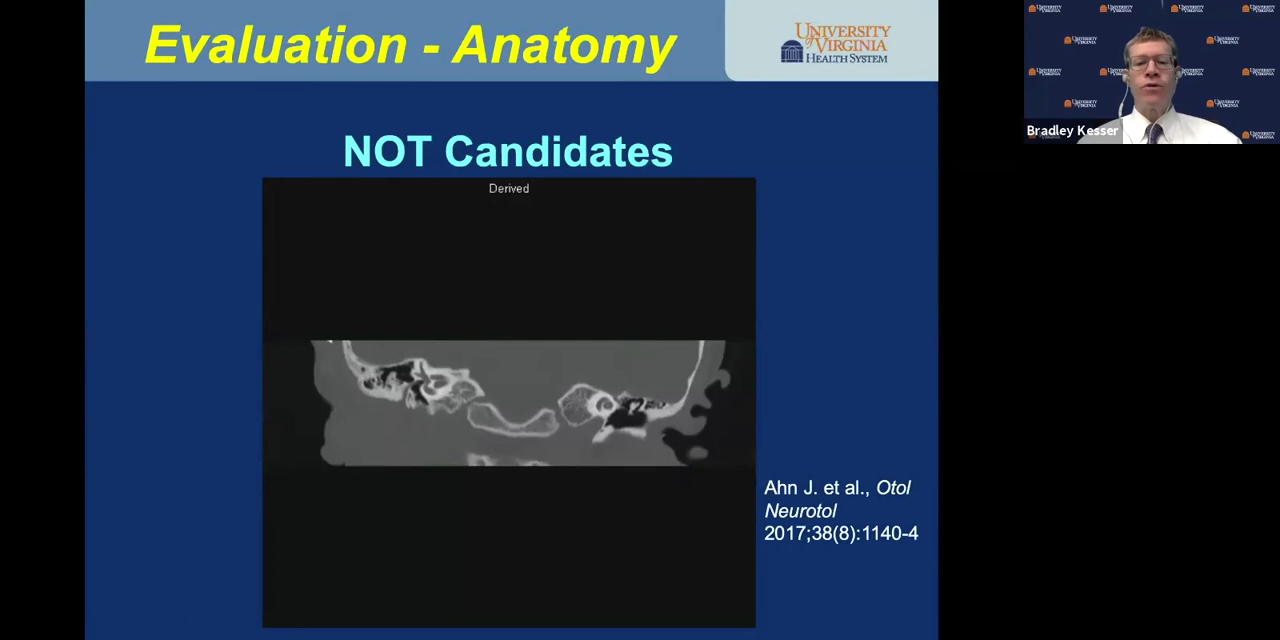 Evaluation - Anatomy
UNIVERSITY
of VIRGINIA
HEALTH SYSTEM
NOT Candidates
Derived
Ahn J. et al., Otol
Neurotol
2017;38(8):1140-4
Bradley Kesser